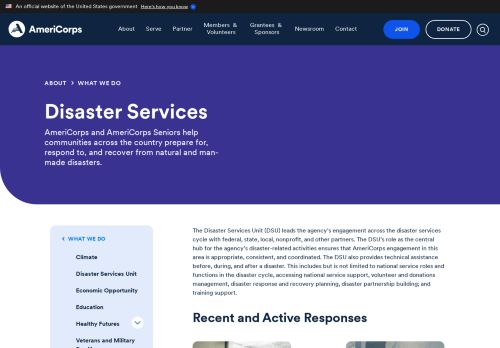 An official website of the United States government Here's how you know
AmeriCorps
About Serve Partner Members & Volunteers Grantees & Sponsors Newsroom Contact JOIN DONATE
ABOUT > WHAT WE DO
Disaster Services
AmeriCorps and AmeriCorps Seniors help
communities across the country prepare for,
respond to, and recover from natural and man-
made disasters.
WHAT WE DO
Climate
Disaster Services Unit
Economic Opportunity
Education
Healthy Futures
Veterans and Military
The Disaster Services Unit (DSU) leads the agency's engagement across the disaster services
cycle with federal, state, local, nonprofit, and other partners. The DSU's role as the central
hub for the agency's disaster-related activities ensures that AmeriCorps engagement in this
area is appropriate, consistent, and coordinated. The DSU also provides technical assistance
before, during, and after a disaster. This includes but is not limited to national service roles and
functions in the disaster cycle, accessing national service support, volunteer and donations
management, disaster response and recovery planning, disaster partnership building; and
training support.
Recent and Active Responses